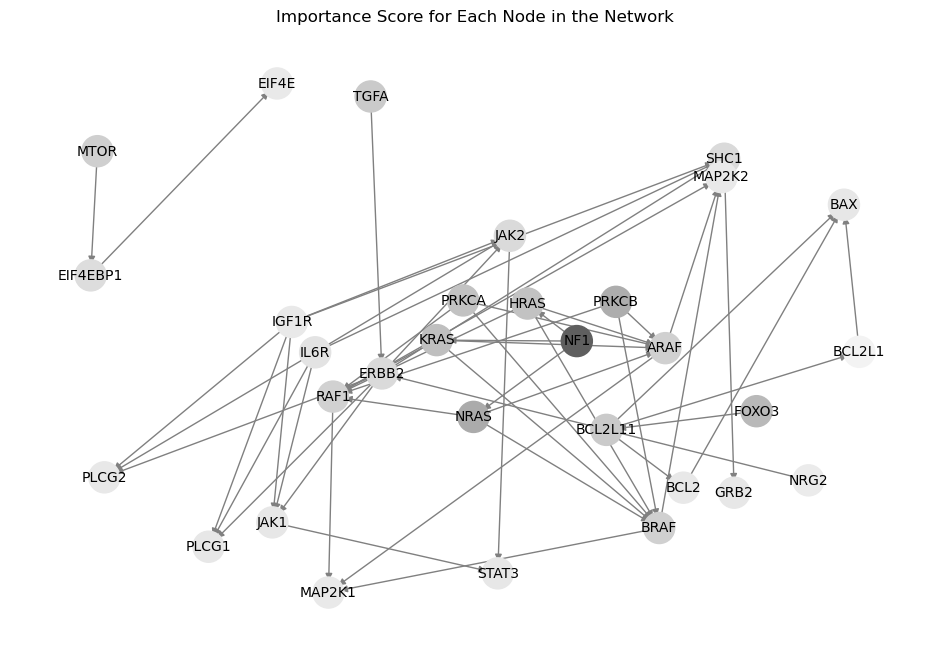 Importance Score for Each Node in the Network
EIF4E
TGFA
MTOR
SHC1
MAP2K2
BAX
JAK2
EIF4EBP1
PRKCA
HRAS
PRKCB
IGF1R
KRAS
NF1
ARAF
IL6R
BCL2L1
ERBB2
RAF1
NRAS
FOXO3
BCL2L11
PLCG2
BCL2
GRB2
NRG2
JAK1
BRAF
PLCG1
STAT3
MAP2K1